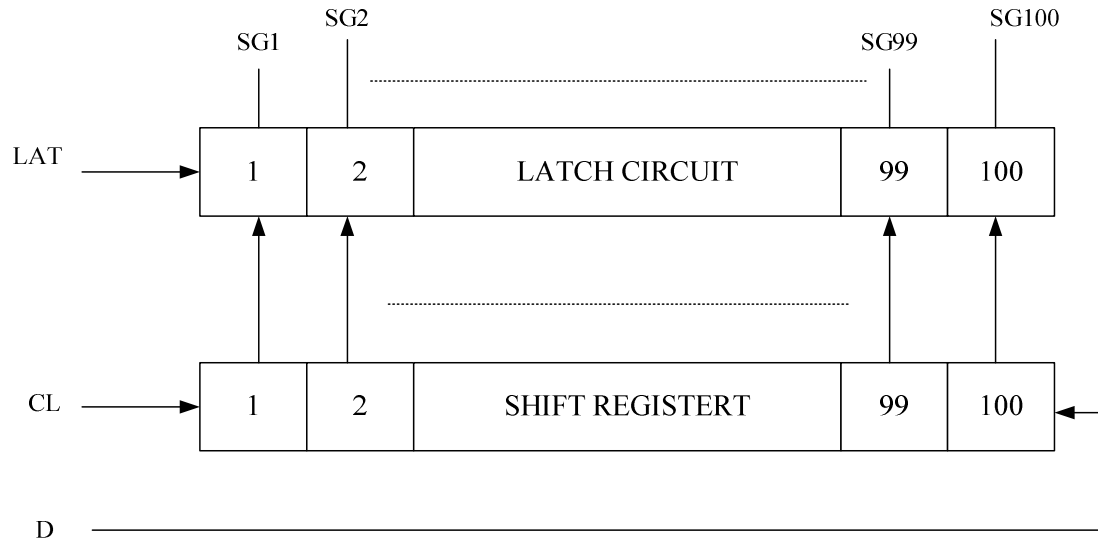 SG1 SG2 SG99 SG100
LAT 1 2 LATCH CIRCUIT 99 100
CL 1 2 SHIFT REGISTERT 99 100
D